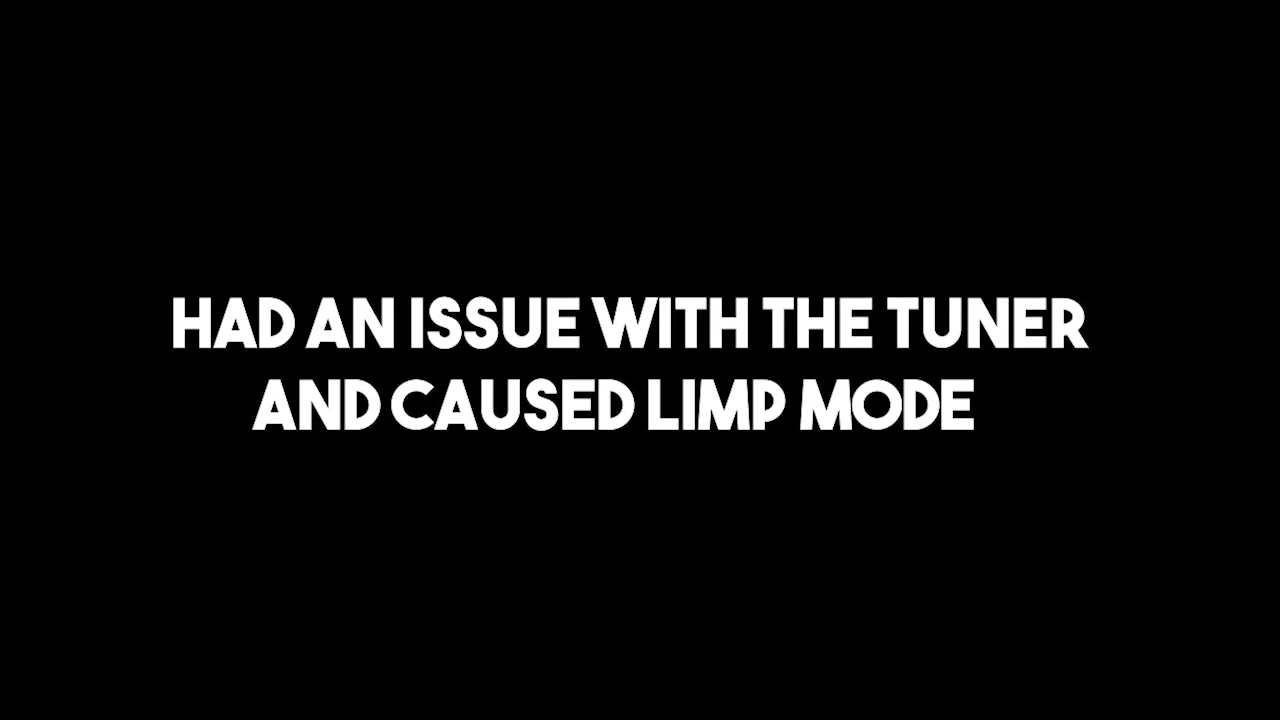 HAD AN ISSUE WITH THE TUNER
AND CAUSED LIMP MODE